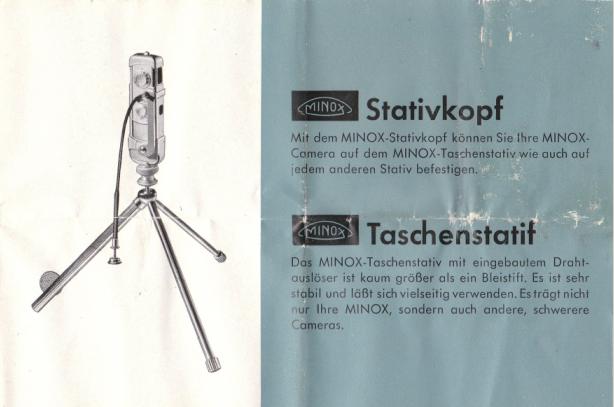 MINOX Stativkopf
Mit dem MINOX-Stativkopf können Sie Ihre MINOX-
Camera auf dem MINOX-Taschenstativ wie auch auf
jedem anderen Stativ befestigen.
MINOX Taschenstatif
Das MINOX-Taschenstativ mit eingebautem Draht-
auslöser ist kaum größer als ein Bleistift. Es ist sehr
stabil und läßt sich vielseitig verwenden. Es trägt nicht
nur Ihre MINOX, sondern auch andere, schwerere
Cameras.